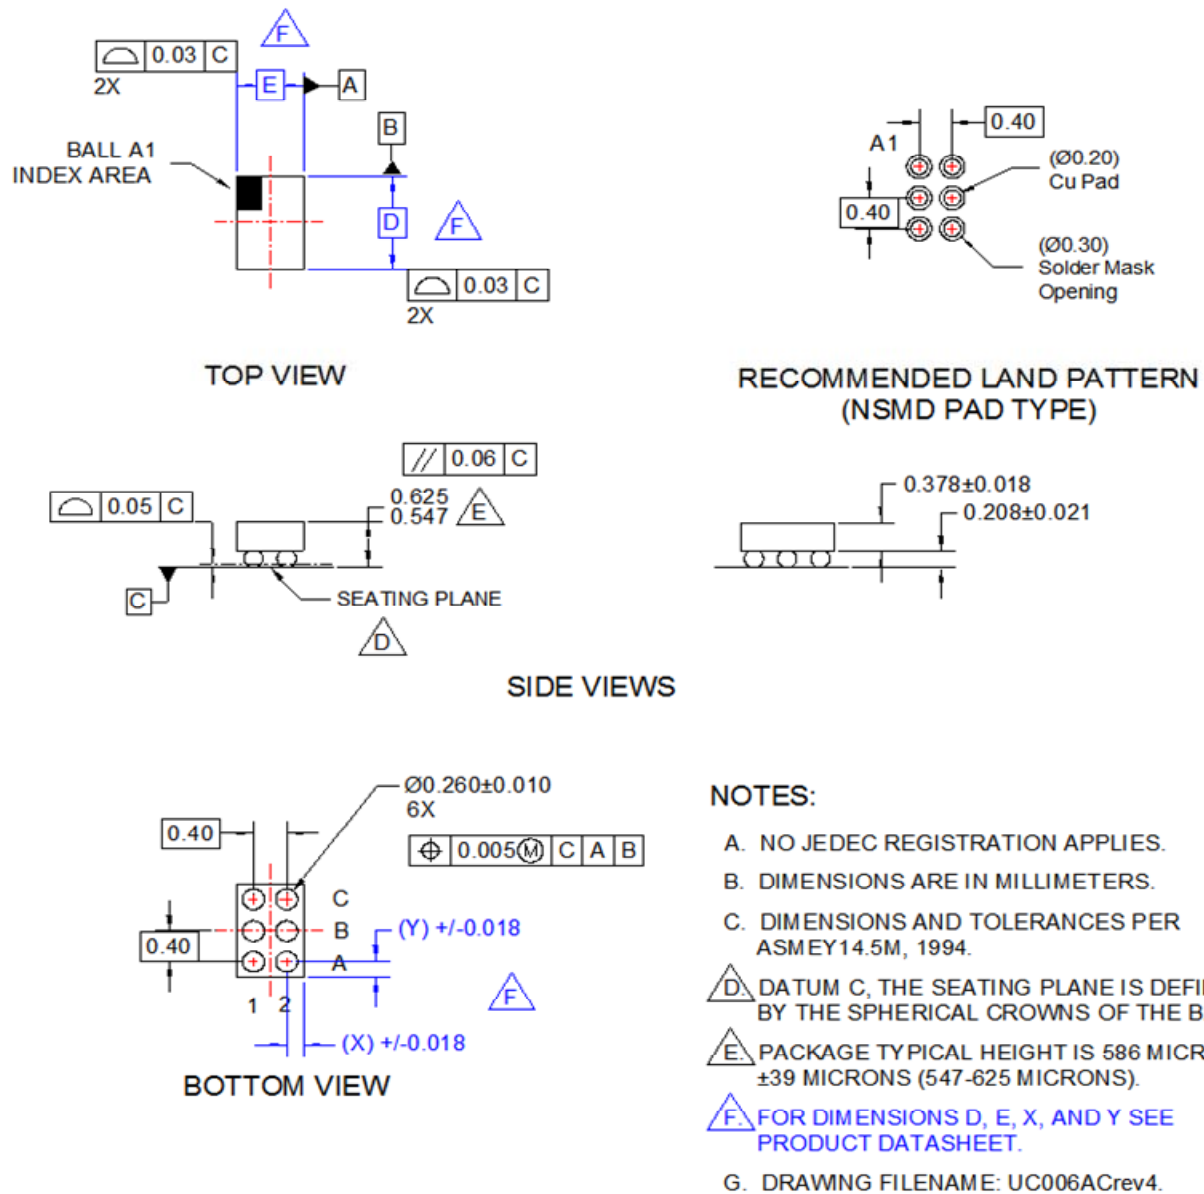 F
0.03 C
2X
E
A
B
BALL A1
INDEX AREA
D
F
0.03 C
2X
TOP VIEW
0.40
A1
(Ø0.20)
Cu Pad
0.40
(Ø0.30)
Solder Mask
Opening
RECOMMENDED LAND PATTERN
(NSMD PAD TYPE)
// 0.06 C
0.05 C
0.625
0.547
E
C
SEATING PLANE
D
0.378±0.018
0.208±0.021
SIDE VIEWS
Ø0.260±0.010
6X
0.40
0.005Ⓜ C A B
C
B
A
0.40
(Y) +/-0.018
F
1 2
(X) +/-0.018
BOTTOM VIEW
NOTES:
A. NO JEDEC REGISTRATION APPLIES.
B. DIMENSIONS ARE IN MILLIMETERS.
C. DIMENSIONS AND TOLERANCES PER
ASMEY14.5M, 1994.
D. DATUM C, THE SEATING PLANE IS
BY THE SPHERICAL CROWNS OF THE
E. PACKAGE TYPICAL HEIGHT IS 586
±39 MICRONS (547-625 MICRONS).
F. FOR DIMENSIONS D, E, X, AND Y SEE
PRODUCT DATASHEET.
G. DRAWING FILENAME: UC006ACrev4.